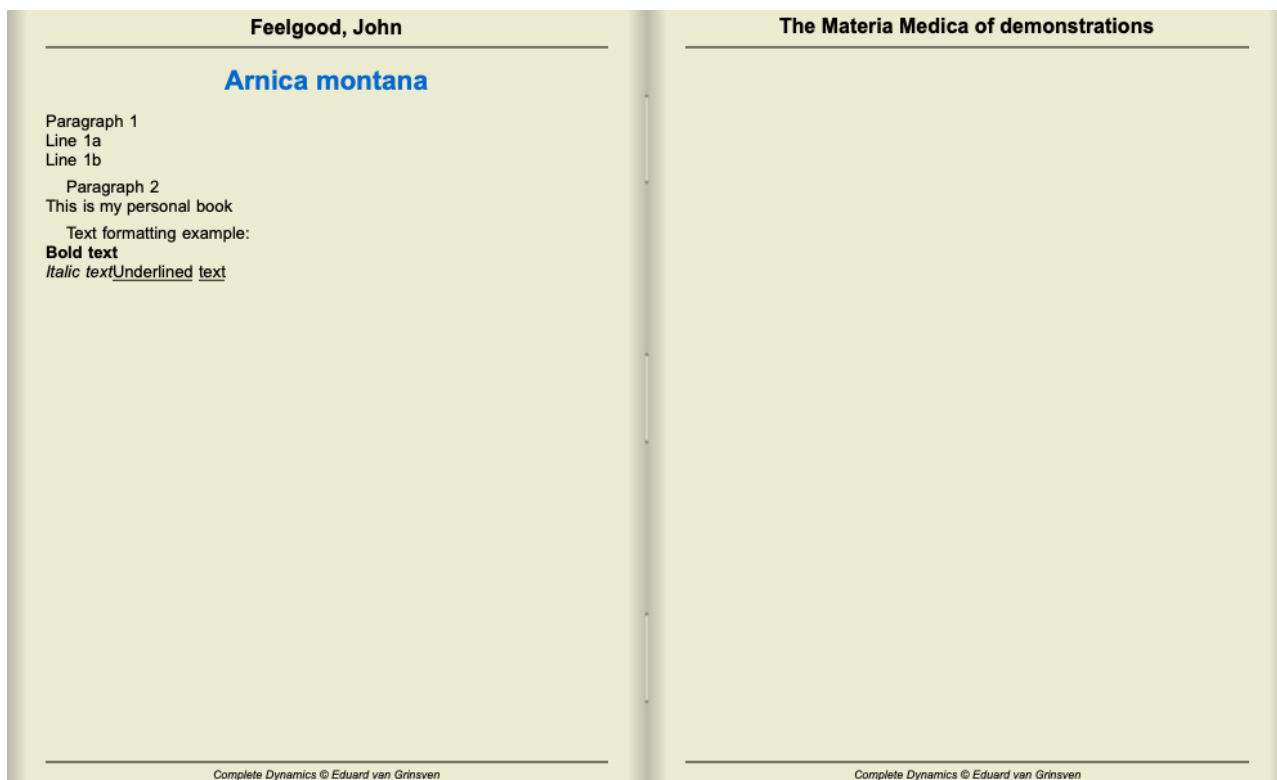 Feelgood, John
Arnica montana
Paragraph 1
Line 1a
Line 1b
Paragraph 2
This is my personal book
Text formatting example:
Bold text
Italic textUnderlined text
Complete Dynamics © Eduard van Grinsven
The Materia Medica of demonstrations
Complete Dynamics © Eduard van Grinsven